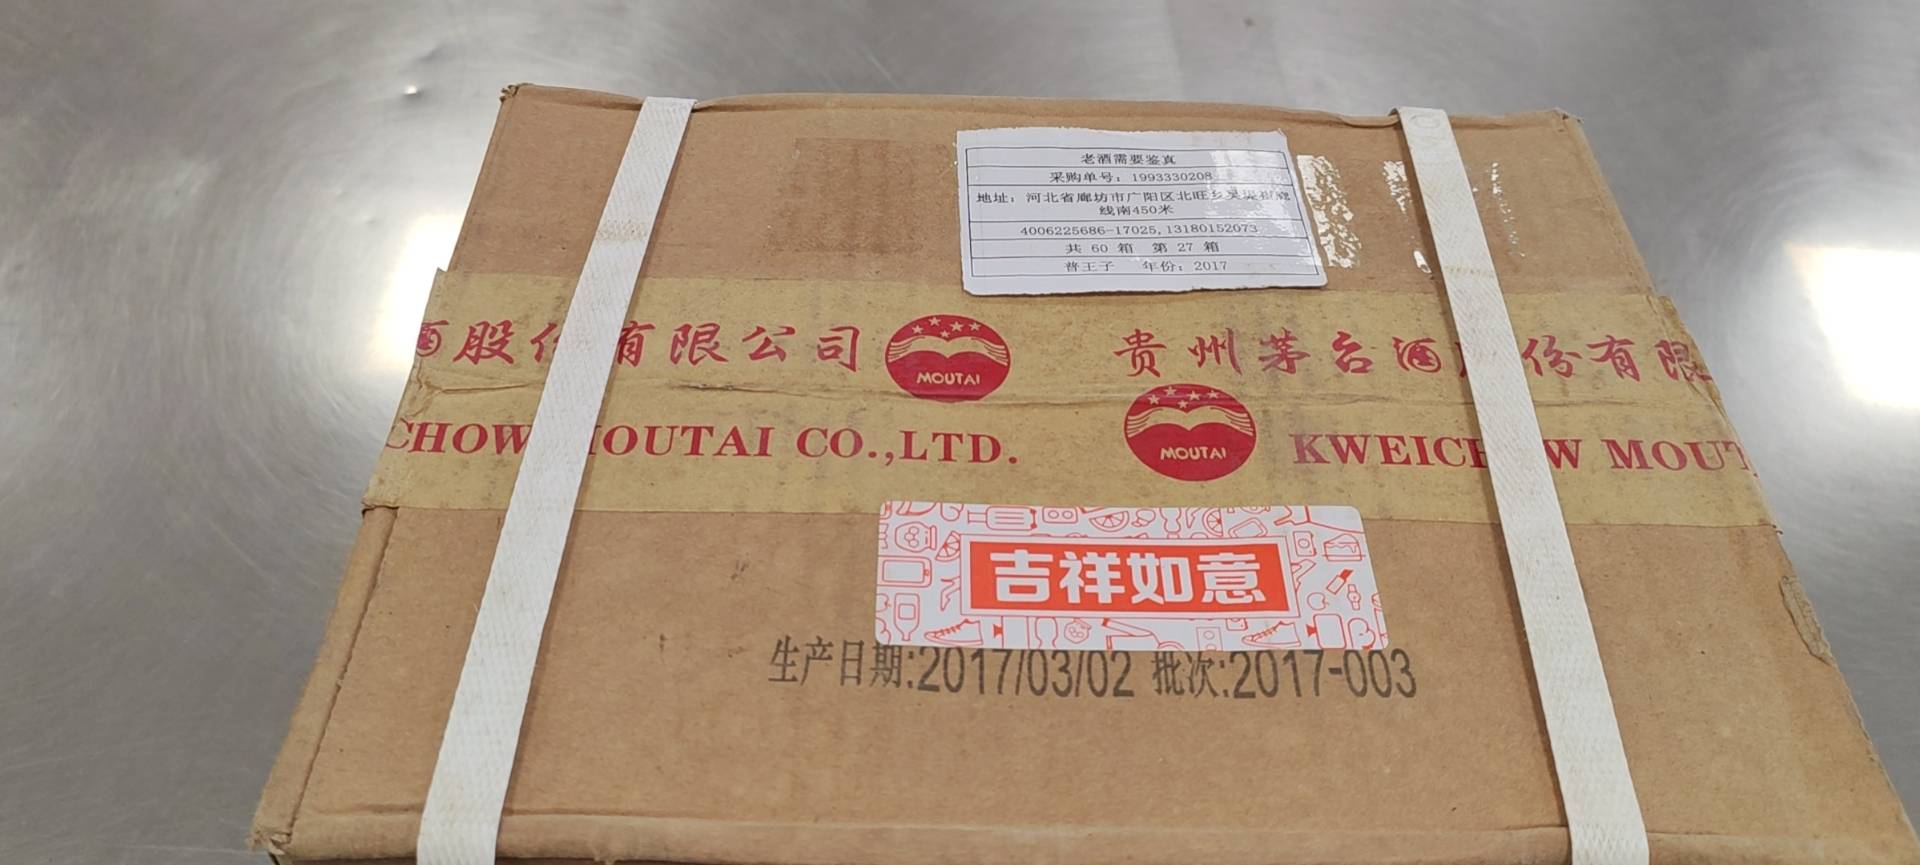 老酒需要鉴真
采购单号：1993330208
地址：河北省廊坊市广阳区北旺乡
线南450米
4006225686-17025,13180152073
共 60 箱 第 27 箱
普王子 年份：2017
酒股份有限公司 贵州茅台酒股份有限
MOUTAI
MOUTAI
CHOW MOUTAI CO.,LTD. KWEICHOW MOUT
吉祥如意
生产日期:2017/03/02 批次:2017-003